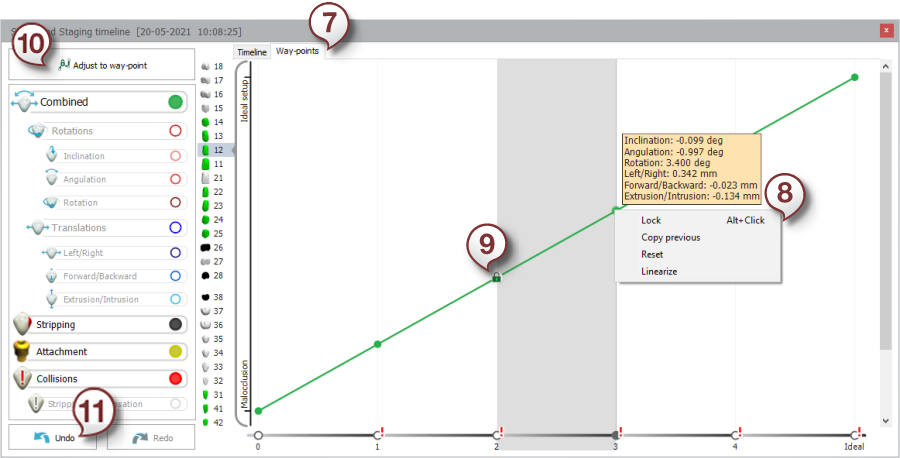 7
S
d Staging timeline [20-05-2021 10:08:25]
x
10
Timeline
Way-points
Adjust to way-point
Combined
Rotations
Inclination
Angulation
Rotation
Translations
Left/Right
Forward/Backward
Extrusion/Intrusion
Stripping
Attachment
Collisions
Stripp
sation
11
Undo
Redo
18
17
16
15
14
13
12
11
21
22
23
24
25
26
27
28
38
37
36
35
34
33
32
31
41
42
Ideal setup
Malocclusion
Inclination: -0.099 deg
Angulation: -0.997 deg
Rotation: 3.400 deg
Left/Right: 0.342 mm
Forward/Backward: -0.023 mm
Extrusion/Intrusion: -0.134 mm
8
Lock Alt+Click
Copy previous
Reset
Linearize
9
! ! ! ! !
0 1 2 3 4 Ideal